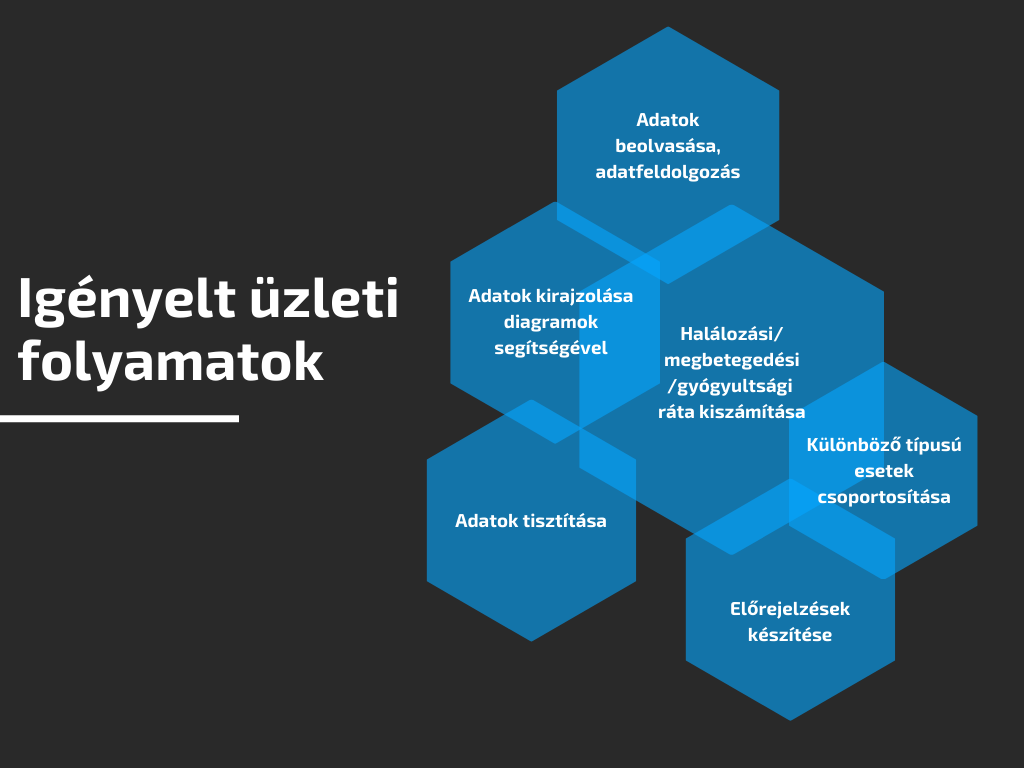 Igényelt üzleti
folyamatok
Adatok
beolvasása,
adatfeldolgozás
Adatok kirajzolása
diagramok
segítségével
Halálozási/
megbetegedési
/gyógyultsági
ráta kiszámítása
Különböző típusú
esetek
csoportosítása
Adatok tisztítása
Előrejelzések
készítése